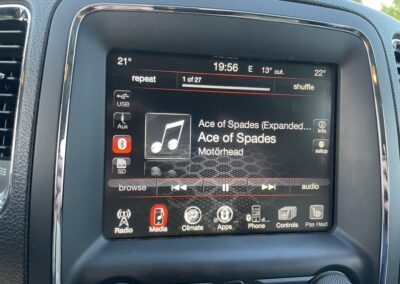 21° 19:56 E 13° out. 22°
repeat 1 of 27 shuffle
USB
Aux
SD
Ace of Spades (Expanded...
Ace of Spades
Motörhead
info
setup
browse audio
Radio Media Climate Apps Phone Controls Pas Heat